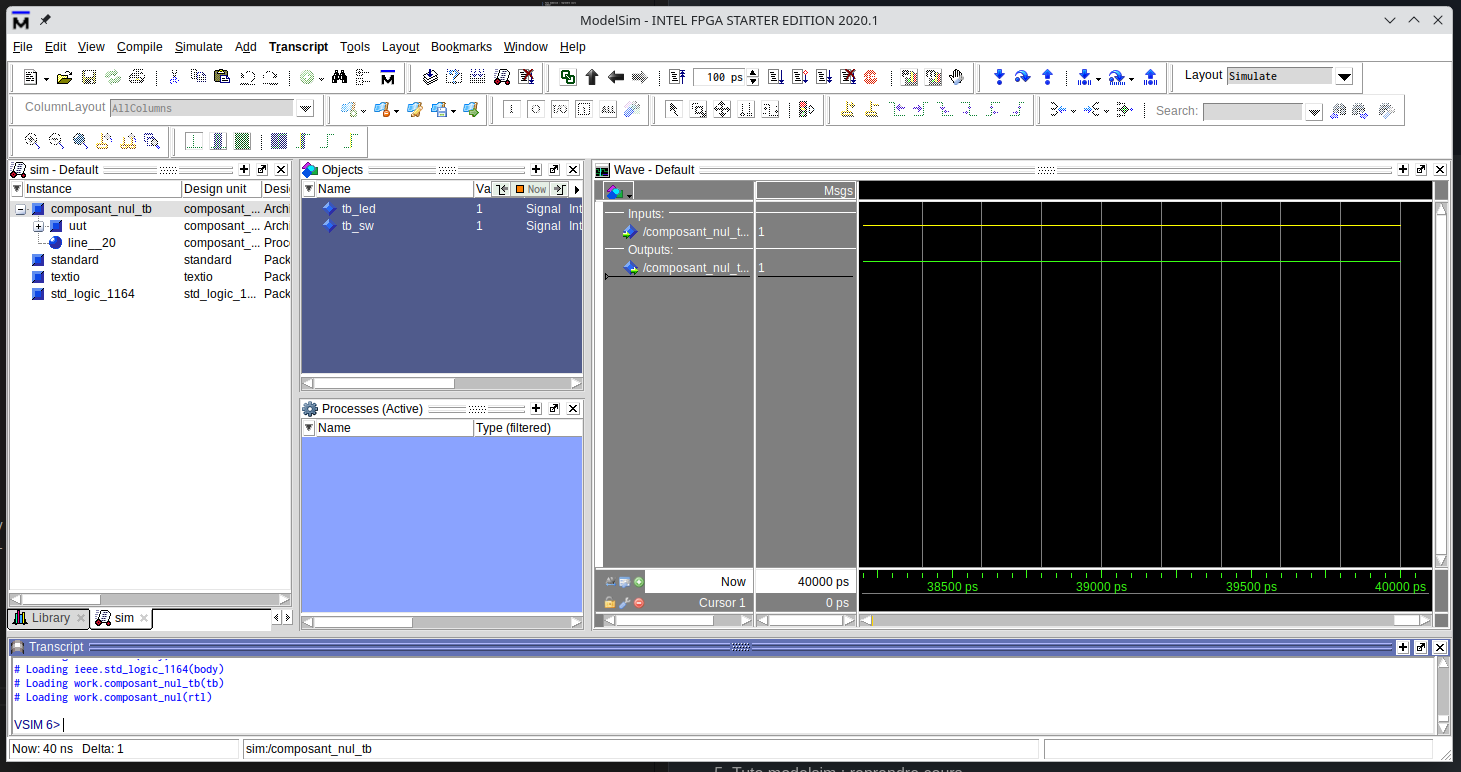 ModelSim - INTEL FPGA STARTER EDITION 2020.1
File Edit View Compile Simulate Add Transcript Tools Layout Bookmarks Window Help
100 ps Layout Simulate
ColumnLayout AllColumns Search:
sim - Default
Instance Design unit Desi
composant_nul_tb composant_... Archi
uut composant_... Archi
line__20 composant_... Proc
standard standard Pack
textio textio Pack
std_logic_1164 std_logic_1... Pack
Library sim
Objects
Name Va Now
tb_led 1 Signal Int
tb_sw 1 Signal Int
Processes (Active)
Name Type (filtered)
Wave - Default
Msgs
Inputs:
/composant_nul_t... 1
Outputs:
/composant_nul_t... 1
Now 40000 ps
Cursor 1 0 ps
38500 ps 39000 ps 39500 ps 40000 ps
Transcript
# Loading ieee.std_logic_1164(body)
# Loading work.composant_nul_tb(tb)
# Loading work.composant_nul(rtl)
VSIM 6>
Now: 40 ns Delta: 1 sim:/composant_nul_tb